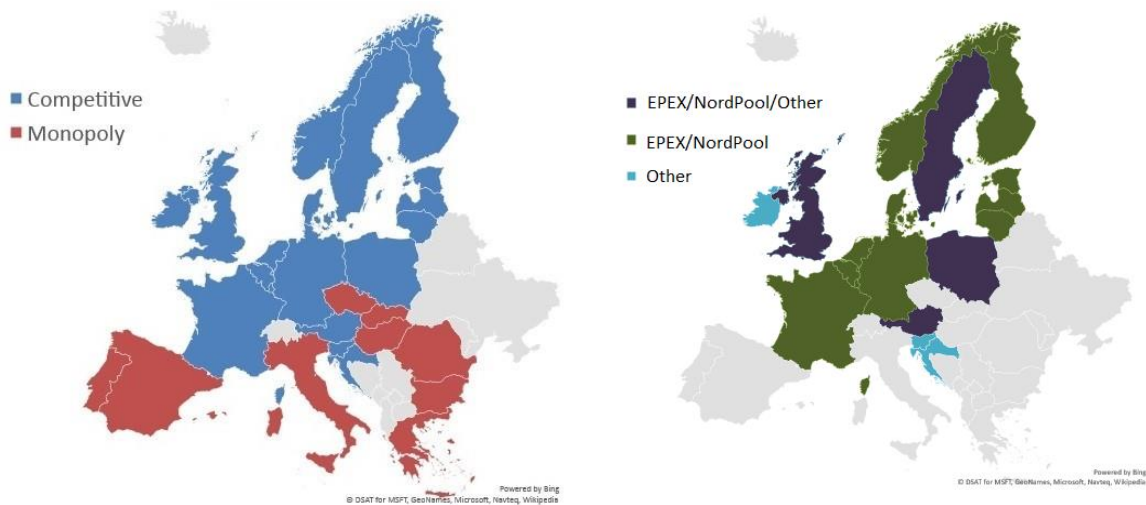 Competitive
Monopoly
Powered by Bing
© DSAT for MSFT, GeoNames, Microsoft, Navteq, Wikipedia
EPEX/NordPool/Other
EPEX/NordPool
Other
Powered by Bing
© DSAT for MSFT, GeoNames, Microsoft, Navteq, Wikipedia